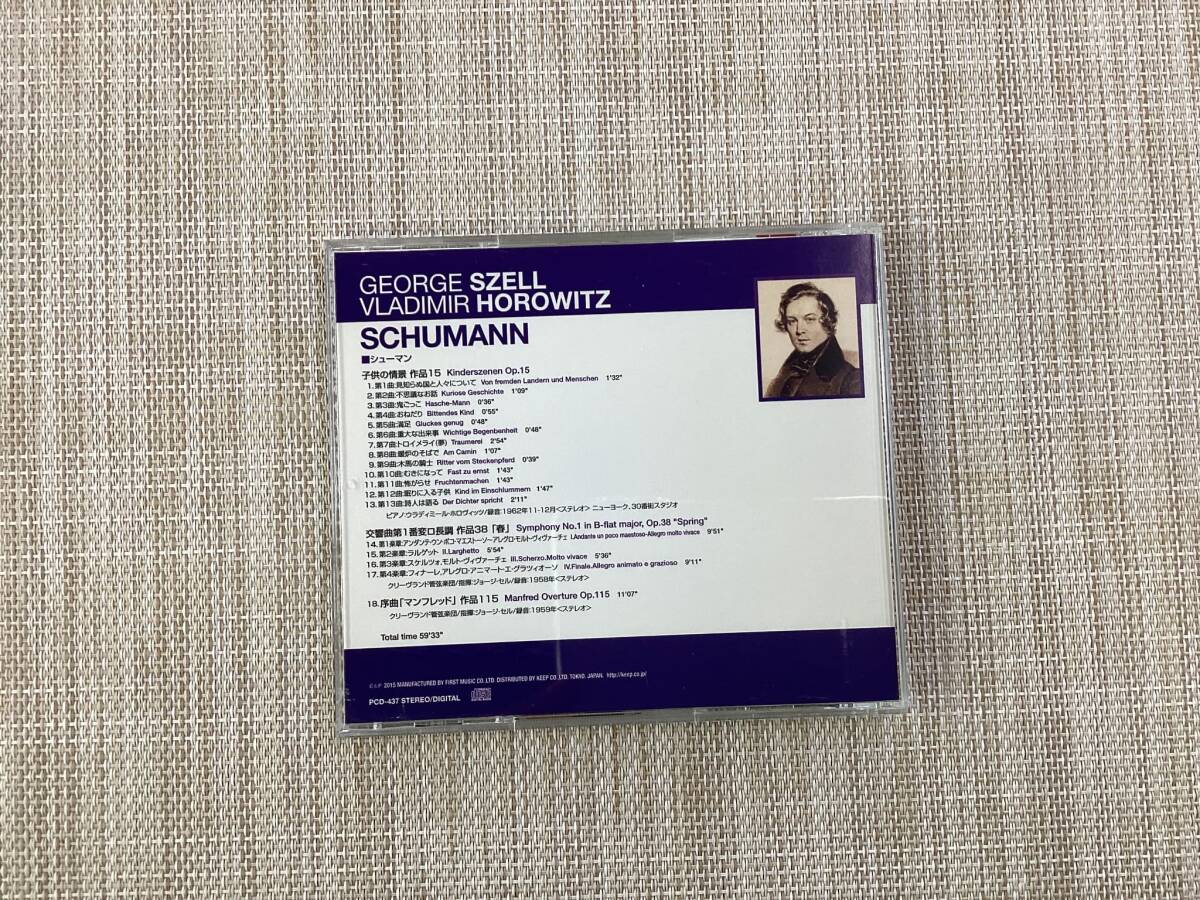 GEORGE SZELL
VLADIMIR HOROWITZ
SCHUMANN
■シューマン
子供の情景 作品15 Kinderszenen Op.15
1. 第1曲:見知らぬ国と人々について Von fremden Landern und Menschen 1'32"
2. 第2曲:不思議なお話 Kuriose Geschichte 1'09"
3. 第3曲:鬼ごっこ Hasche-Mann 0'36"
4. 第4曲:おねだり Bittendes Kind 0'55"
5. 第5曲:満足 Gluckes genug 0'48"
6. 第6曲:重大な出来事 Wichtige Begenbenheit 0'48"
7. 第7曲:トロイメライ(夢) Traumerei 2'54"
8. 第8曲:暖炉のそばで Am Camin 1'07"
9. 第9曲:木馬の騎士 Ritter vom Steckenpferd 0'39"
10. 第10曲:むきになって Fast zu ernst 1'43"
11. 第11曲:怖がらせ Fruchtenmachen 1'43"
12. 第12曲:眠りに入る子供 Kind im Einschlummern 1'47"
13. 第13曲:詩人は語る Der Dichter spricht 2'11"
ピアノ:ウラディミール・ホロヴィッツ/録音:1962年11-12月<ステレオ> ニューヨーク、30番街スタジオ
交響曲第1番変ロ長調 作品38「春」 Symphony No.1 in B-flat major, Op.38 "Spring"
14. 第1楽章:アンダンテ・ウン・ポコ・マエストーソ〜アレグロ・モルト・ヴィヴァーチェ I.Andante un poco maestoso-Allegro molto vivace 9'51"
15. 第2楽章:ラルゲット II.Larghetto 5'54"
16. 第3楽章:スケルツォ、モルト・ヴィヴァーチェ III.Scherzo.Molto vivace 5'36"
17. 第4楽章:フィナーレ、アレグロ・アニマート・エ・グラツィオーソ IV.Finale.Allegro animato e grazioso 9'11"
クリーヴランド管弦楽団/指揮:ジョージ・セル/録音:1958年<ステレオ>
18. 序曲「マンフレッド」作品115 Manfred Overture Op.115 11'07"
クリーヴランド管弦楽団/指揮:ジョージ・セル/録音:1959年<ステレオ>
Total time 59'33"
2015 MANUFACTURED BY FIRST MUSIC CO.,LTD. DISTRIBUTED BY KEEP CO.,LTD. TOKYO. JAPAN. http://keep.co.jp/
PCD-437 STEREO/DIGITAL